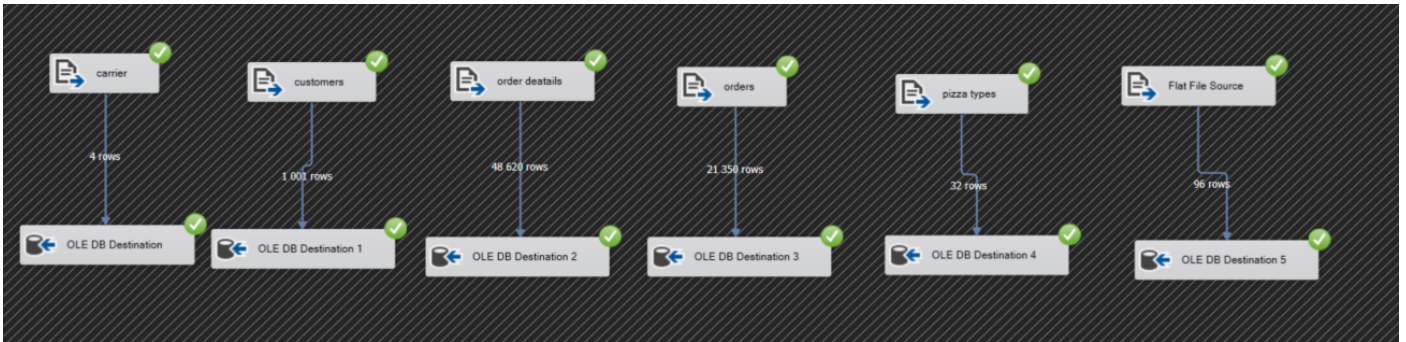 carrier
customers
order deatails
orders
pizza types
Flat File Source
4 rows
1 001 rows
48 620 rows
21 350 rows
32 rows
96 rows
OLE DB Destination
OLE DB Destination 1
OLE DB Destination 2
OLE DB Destination 3
OLE DB Destination 4
OLE DB Destination 5